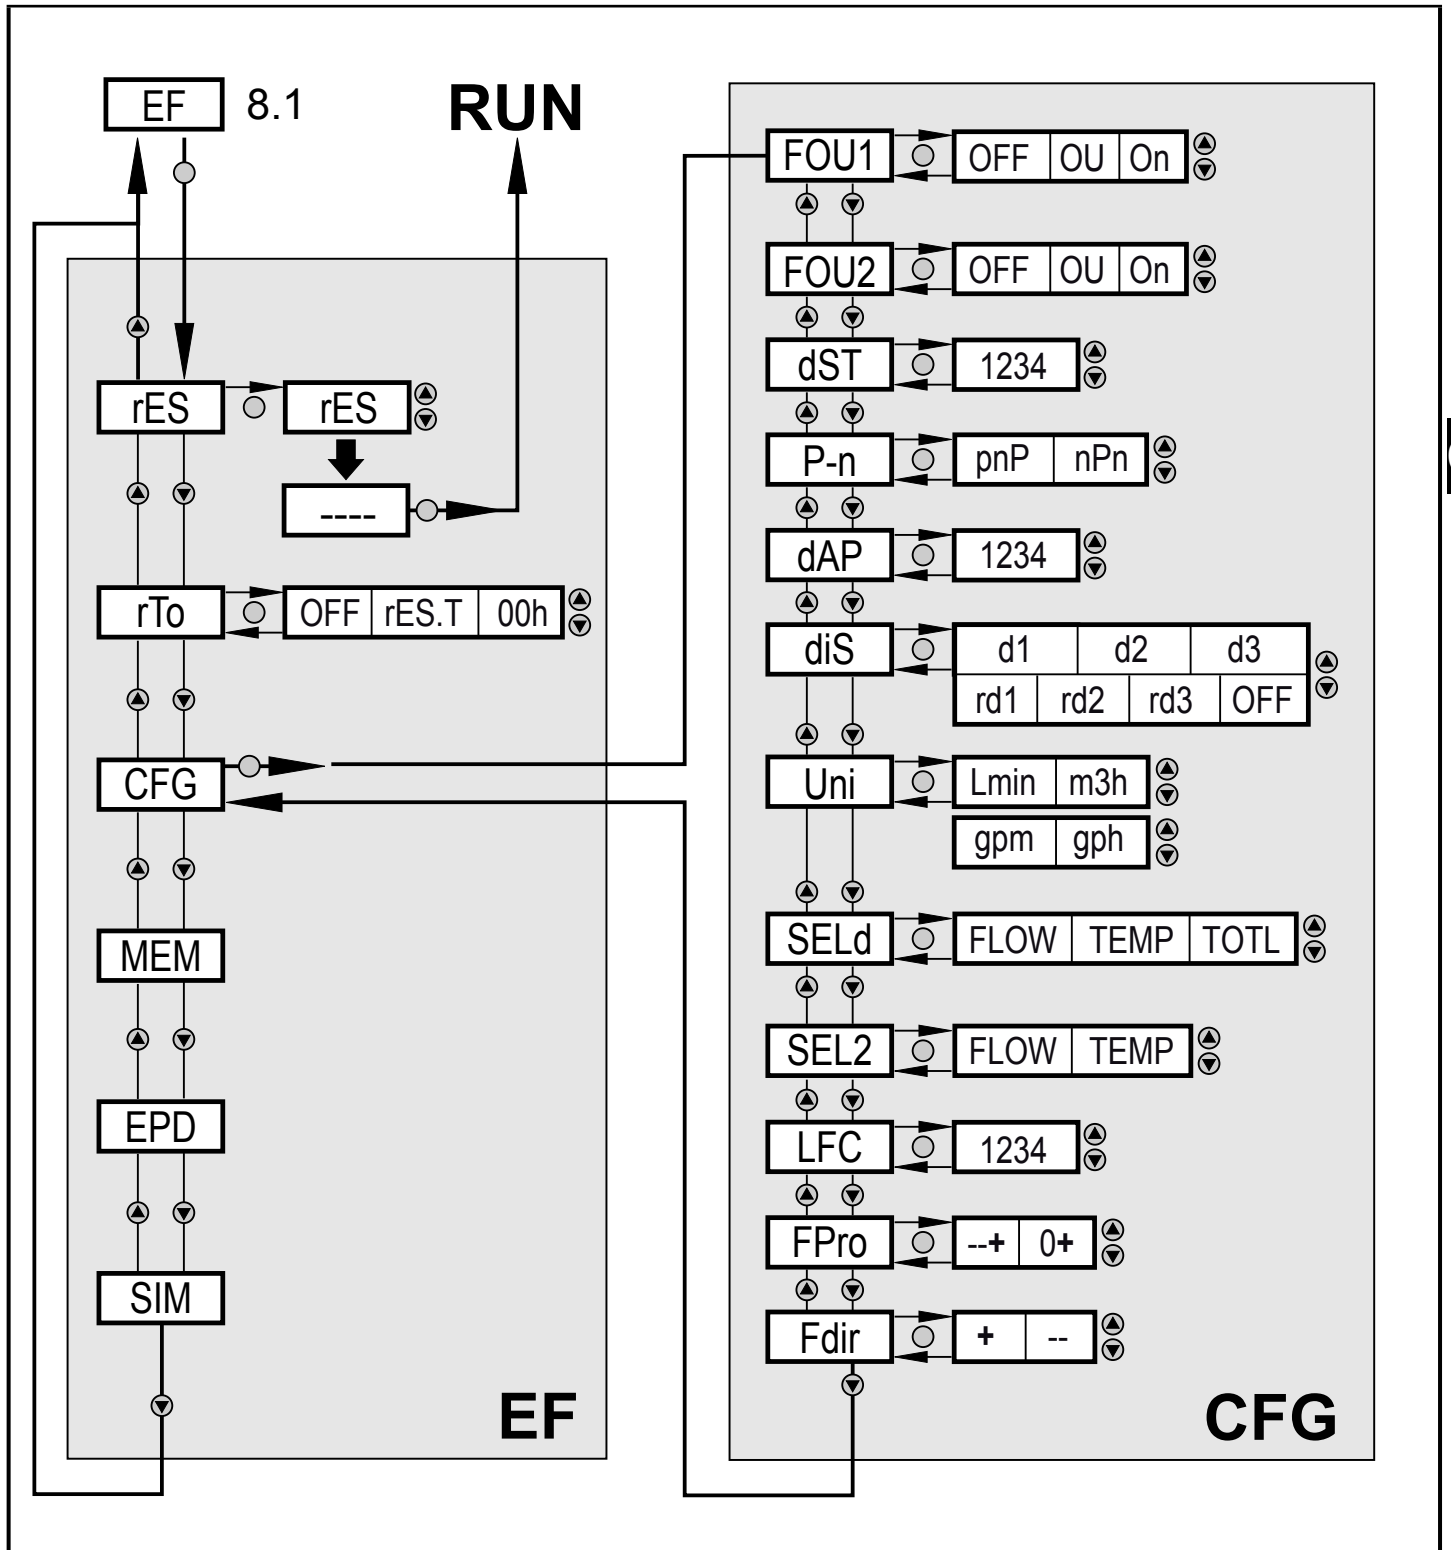 EF 8.1
RUN
rES rES
----
rTo OFF rES.T 00h
CFG
MEM
EPD
SIM
EF
FOU1 OFF OU On
FOU2 OFF OU On
dST 1234
P-n pnP nPn
dAP 1234
diS d1 d2 d3
rd1 rd2 rd3 OFF
Uni Lmin m3h
gpm gph
SELd FLOW TEMP TOTL
SEL2 FLOW TEMP
LFC 1234
FPro --+ 0+
Fdir + --
CFG